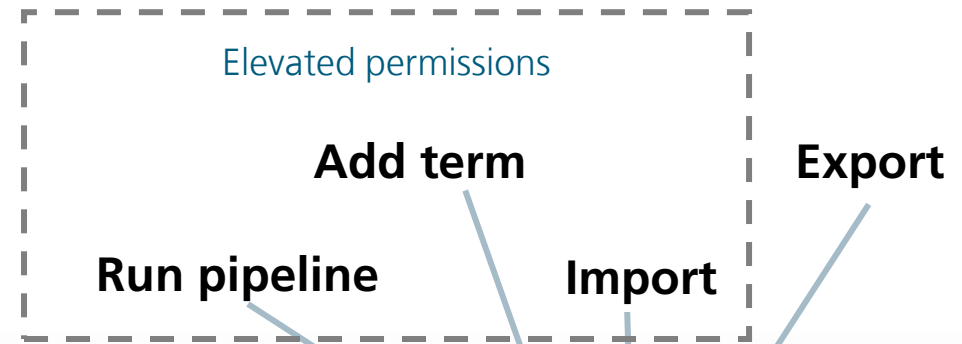 Elevated permissions
Add term
Export
Run pipeline
Import